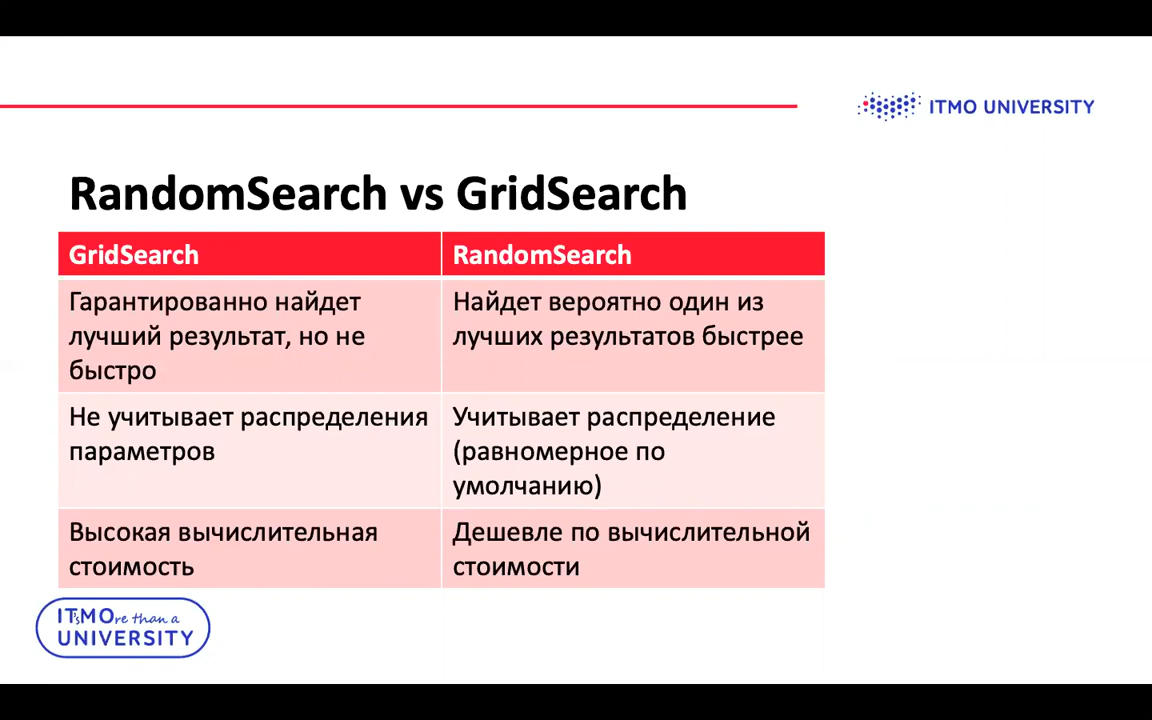 ITMO UNIVERSITY
RandomSearch vs GridSearch
GridSearch
RandomSearch
Гарантированно найдет
лучший результат, но не
быстро
Найдет вероятно один из
лучших результатов быстрее
Не учитывает распределения
параметров
Учитывает распределение
(равномерное по
умолчанию)
Высокая вычислительная
стоимость
Дешевле по вычислительной
стоимости
IT'sMOre than a
UNIVERSITY